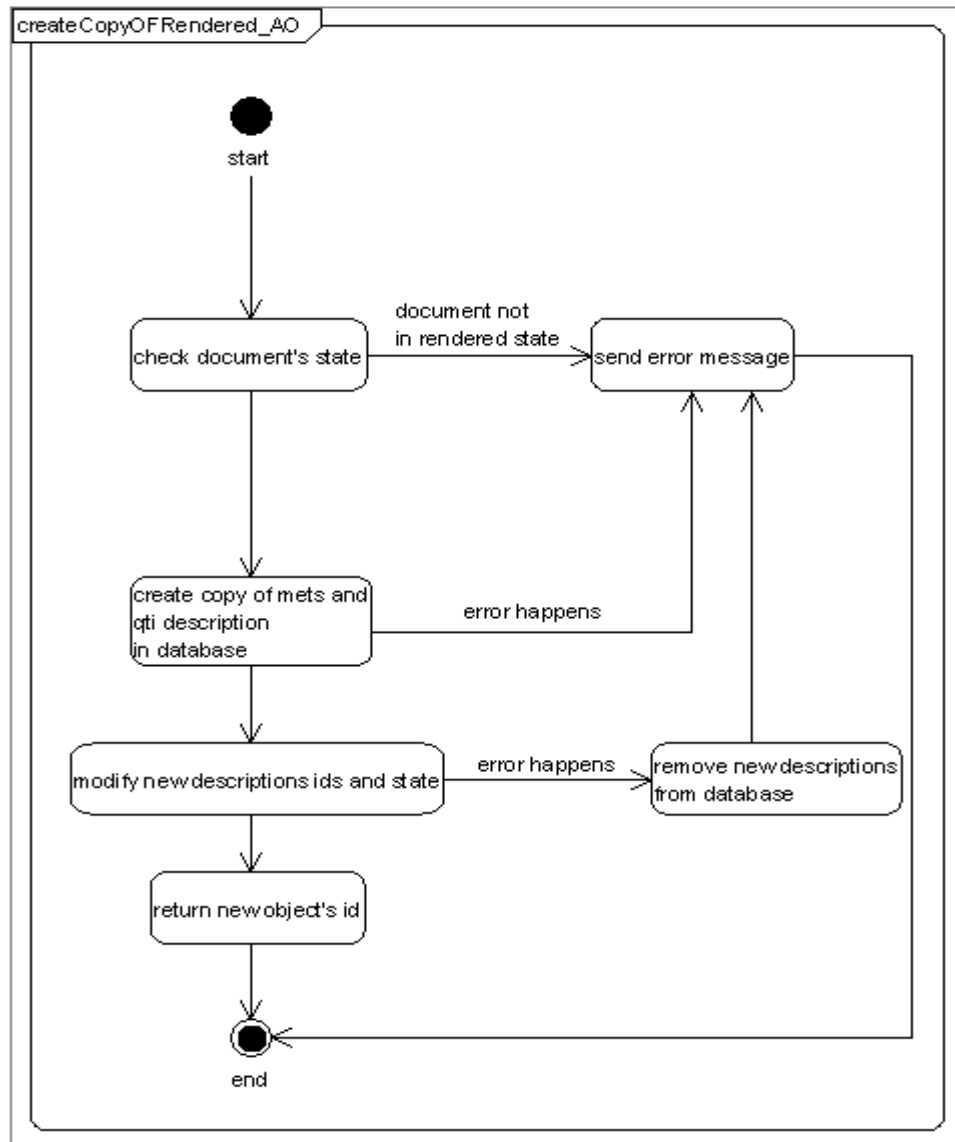 createCopyOFRendered_AO
start
document not
in rendered state
check document's state
send error message
create copy of mets and
qti description
in database
error happens
modify new descriptions ids and state
error happens
remove new descriptions
from database
return new object's id
end